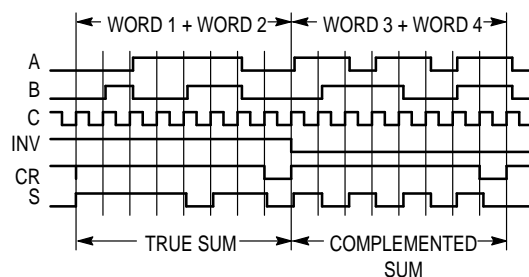 WORD 1 + WORD 2
WORD 3 + WORD 4
A
B
C
INV
CR
S
TRUE SUM
COMPLEMENTED
SUM